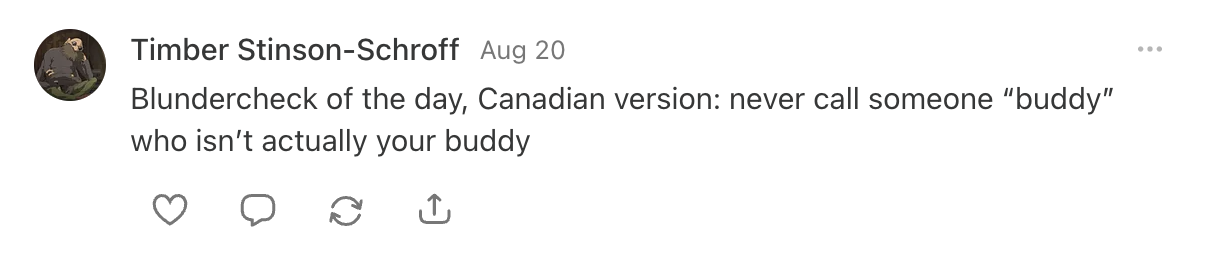 Timber Stinson-Schroff Aug 20
Blundercheck of the day, Canadian version: never call someone “buddy”
who isn’t actually your buddy